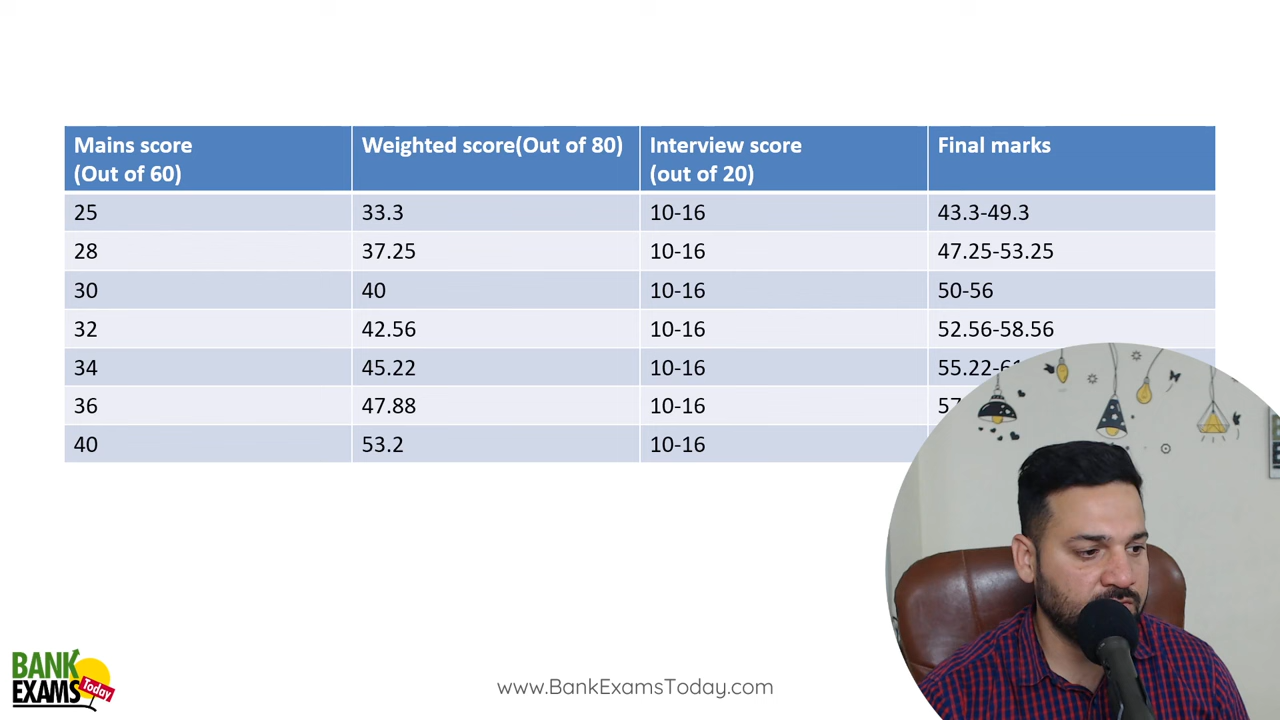 Mains score Weighted score(Out of 80) Interview score Final marks
(Out of 60) (out of 20)
25 33.3 10-16 43.3-49.3
28 37.25 10-16 47.25-53.25
30 40 10-16 50-56
32 42.56 10-16 52.56-58.56
34 45.22 10-16 55.22-
36 47.88 10-16
40 53.2 10-16
BANK
EXAMS Today
www.BankExamsToday.com